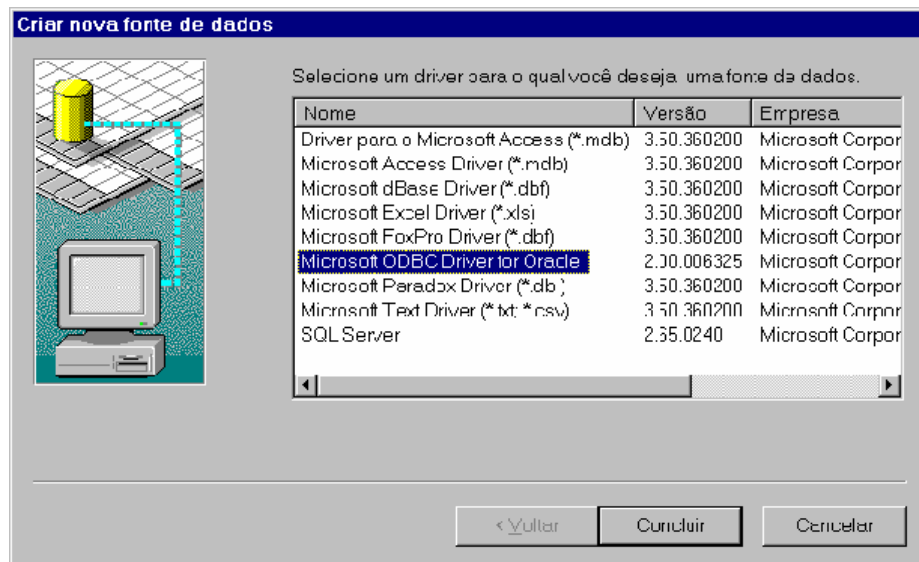 Criar nova fonte de dados
Selecione um driver para o qual você deseja uma fonte de dados.
Nome Versão Empresa
Driver para o Microsoft Access (*.mdb) 3.50.360200 Microsoft Corpor
Microsoft Access Driver (*.mdb) 3.50.360200 Microsoft Corpor
Microsoft dBase Driver (*.dbf) 3.50.360200 Microsoft Corpor
Microsoft Excel Driver (*.xls) 3.50.360200 Microsoft Corpor
Microsoft FoxPro Driver (*.dbf) 3.50.360200 Microsoft Corpor
Microsoft ODBC Driver for Oracle 2.00.006325 Microsoft Corpor
Microsoft Paradox Driver (*.db ) 3.50.360200 Microsoft Corpor
Microsoft Text Driver (*.txt; *.csv) 3.50.360200 Microsoft Corpor
SQL Server 2.65.0240 Microsoft Corpor
< Voltar Concluir Cancelar